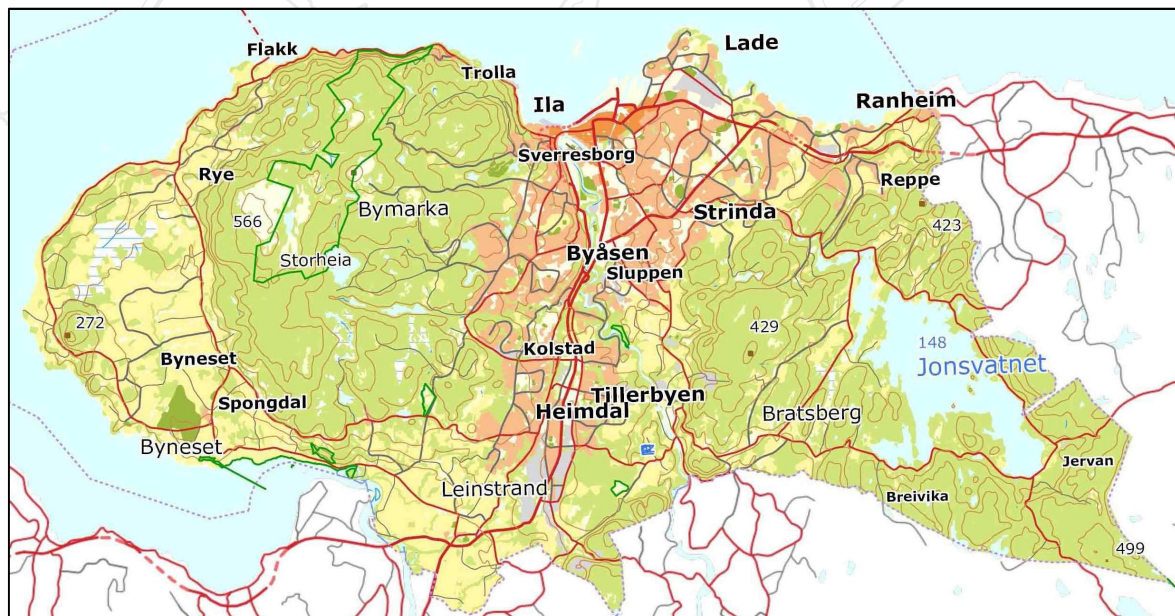 Lade
Flakk
Trolla
Ila
Ranheim
Sverresborg
Rye
Reppe
Bymarka
Strinda
566
423
Byåsen
Storheia
Sluppen
272
429
148
Kolstad
Byneset
Jonsvatnet
Tillerbyen
Spongdal
Heimdal
Bratsberg
Byneset
Jervan
Leinstrand
Breivika
499